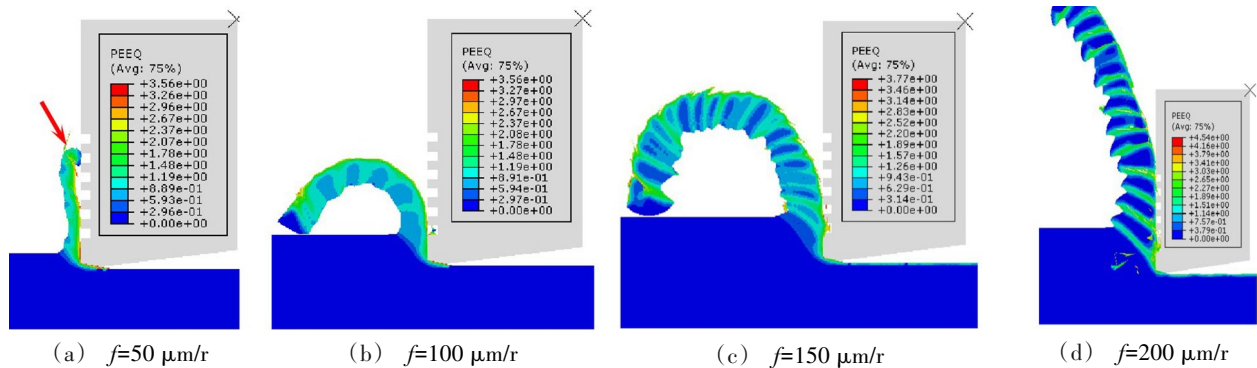 PEEQ
(Avg: 75%)
+3.56e+00
+3.26e+00
+2.96e+00
+2.67e+00
+2.37e+00
+2.07e+00
+1.78e+00
+1.48e+00
+1.19e+00
+8.89e-01
+5.93e-01
+2.96e-01
+0.00e+00
(a) f=50 μm/r
PEEQ
(Avg: 75%)
+3.56e+00
+3.27e+00
+2.97e+00
+2.67e+00
+2.37e+00
+2.08e+00
+1.78e+00
+1.48e+00
+1.19e+00
+8.91e-01
+5.94e-01
+2.97e-01
+0.00e+00
(b) f=100 μm/r
PEEQ
(Avg: 75%)
+3.77e+00
+3.46e+00
+3.14e+00
+2.83e+00
+2.52e+00
+2.20e+00
+1.89e+00
+1.57e+00
+1.26e+00
+9.43e-01
+6.29e-01
+3.14e-01
+0.00e+00
(c) f=150 μm/r
PEEQ
(Avg: 75%)
+4.54e+00
+4.16e+00
+3.79e+00
+3.41e+00
+3.03e+00
+2.65e+00
+2.27e+00
+1.89e+00
+1.51e+00
+1.14e+00
+7.57e-01
+3.79e-01
+0.00e+00
(d) f=200 μm/r